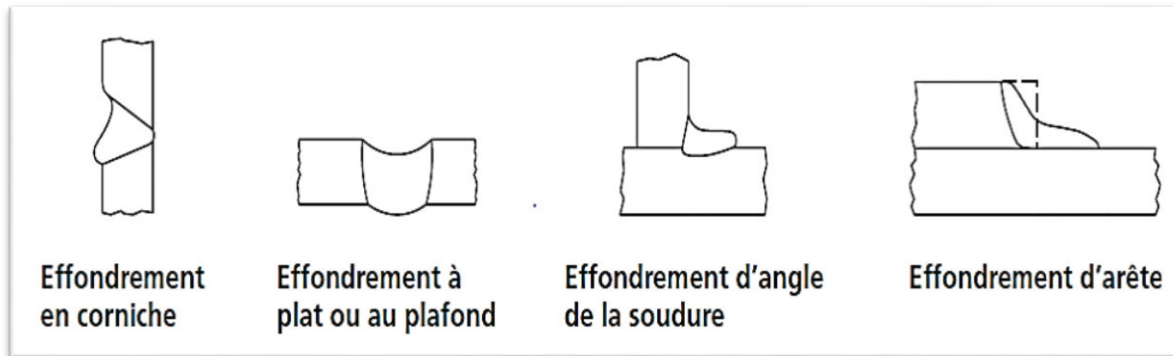 Effondrement
en corniche
Effondrement à
plat ou au plafond
Effondrement d’angle
de la soudure
Effondrement d’arête